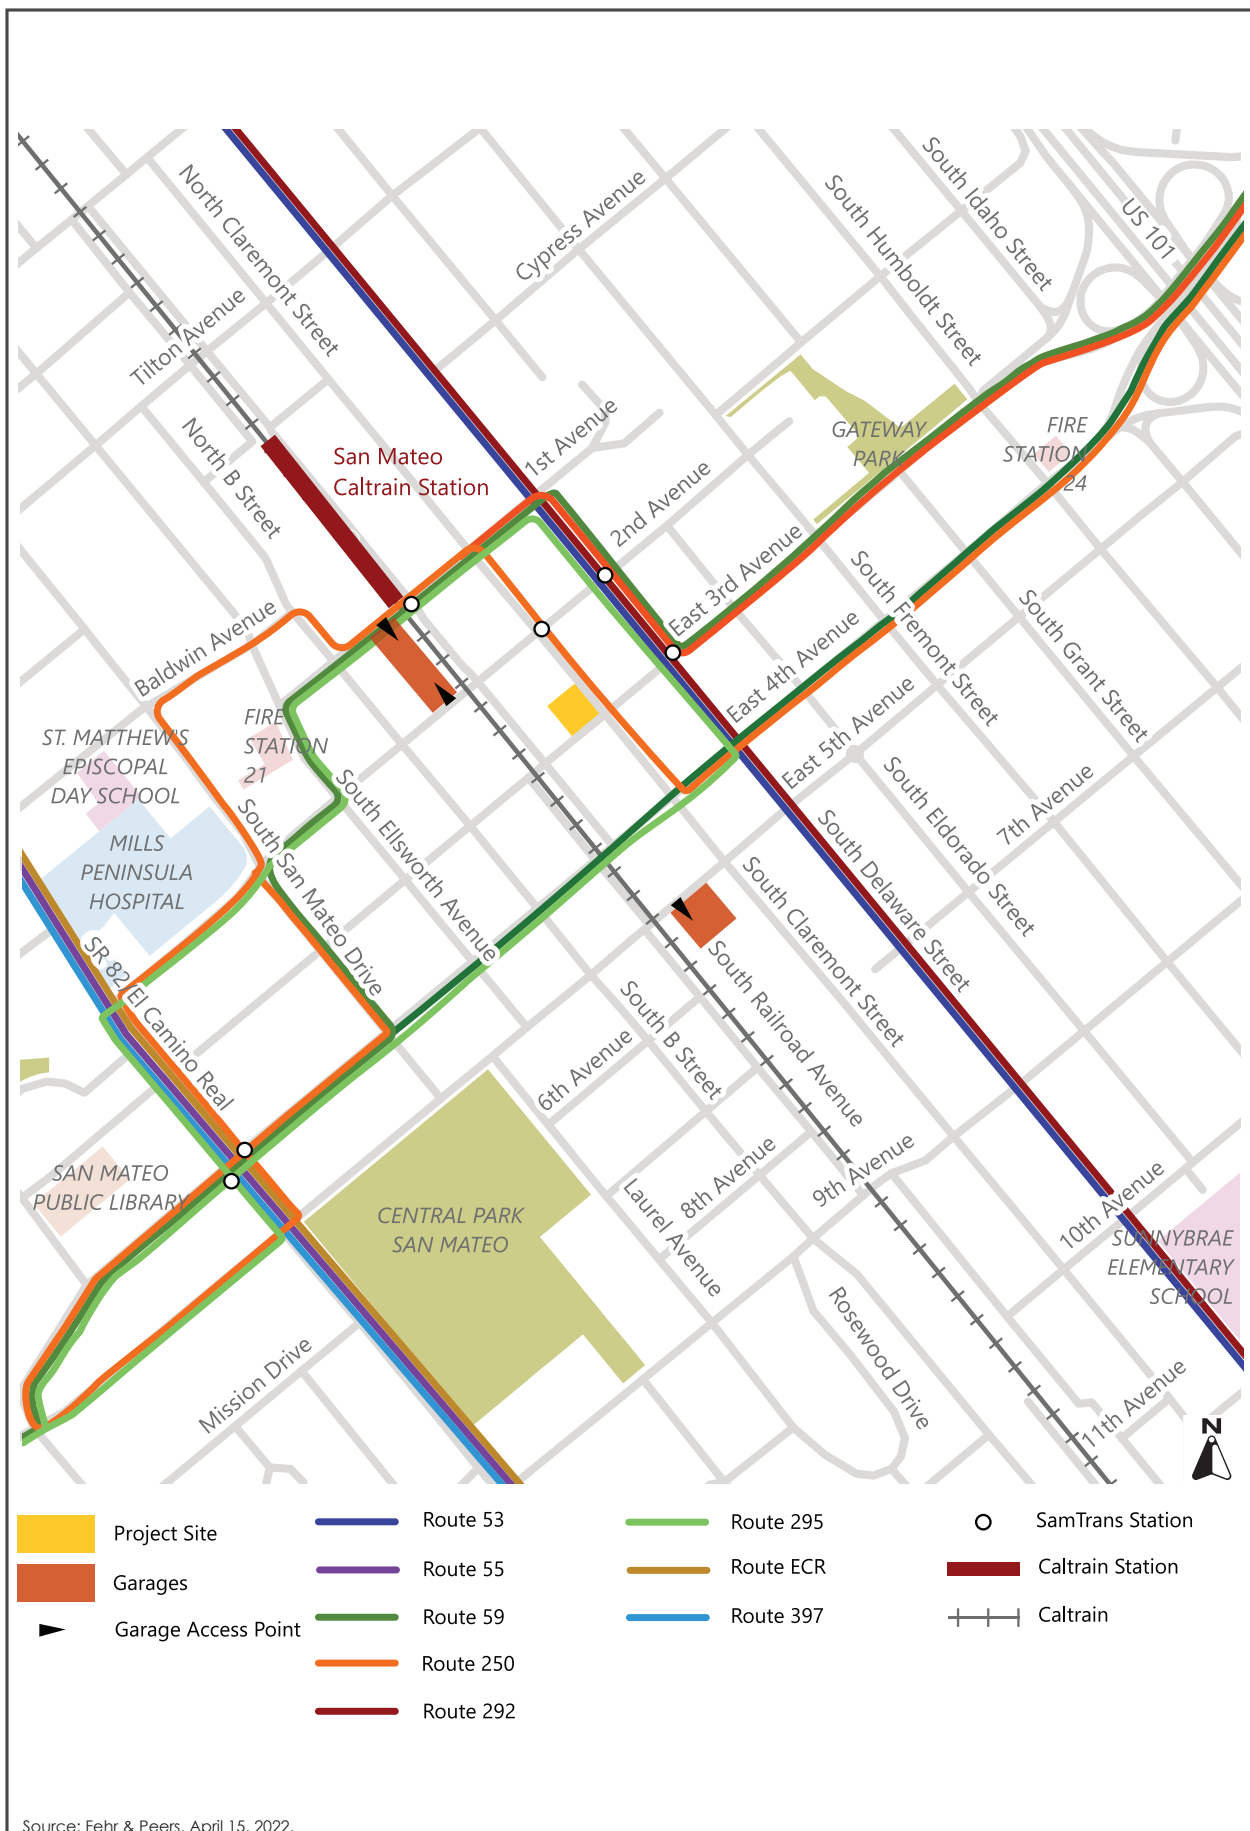 South Idaho Street
US 101
North Claremont Street
Cypress Avenue
South Humboldt Street
Tilton Avenue
1st Avenue
GATEWAY
PARK
FIRE
STATION
24
North B Street
San Mateo
Caltrain Station
2nd Avenue
East 3rd Avenue
South Fremont Street
South Grant Street
Baldwin Avenue
East 4th Avenue
East 5th Avenue
ST. MATTHEW'S
EPISCOPAL
DAY SCHOOL
FIRE
STATION
21
South Ellsworth Avenue
South Eldorado Street
7th Avenue
MILLS
PENINSULA
HOSPITAL
South San Mateo Drive
South Delaware Street
South Claremont Street
SR 82/El Camino Real
South Railroad Avenue
South B Street
6th Avenue
SAN MATEO
PUBLIC LIBRARY
CENTRAL PARK
SAN MATEO
8th Avenue
9th Avenue
Laurel Avenue
10th Avenue
SUNNYBRAE
ELEMENTARY
SCHOOL
Rosewood Drive
Mission Drive
11th Avenue
N
Project Site
Garages
Garage Access Point
Route 53
Route 55
Route 59
Route 250
Route 292
Route 295
Route ECR
Route 397
SamTrans Station
Caltrain Station
Caltrain
Source: Fehr & Peers, April 15, 2022.